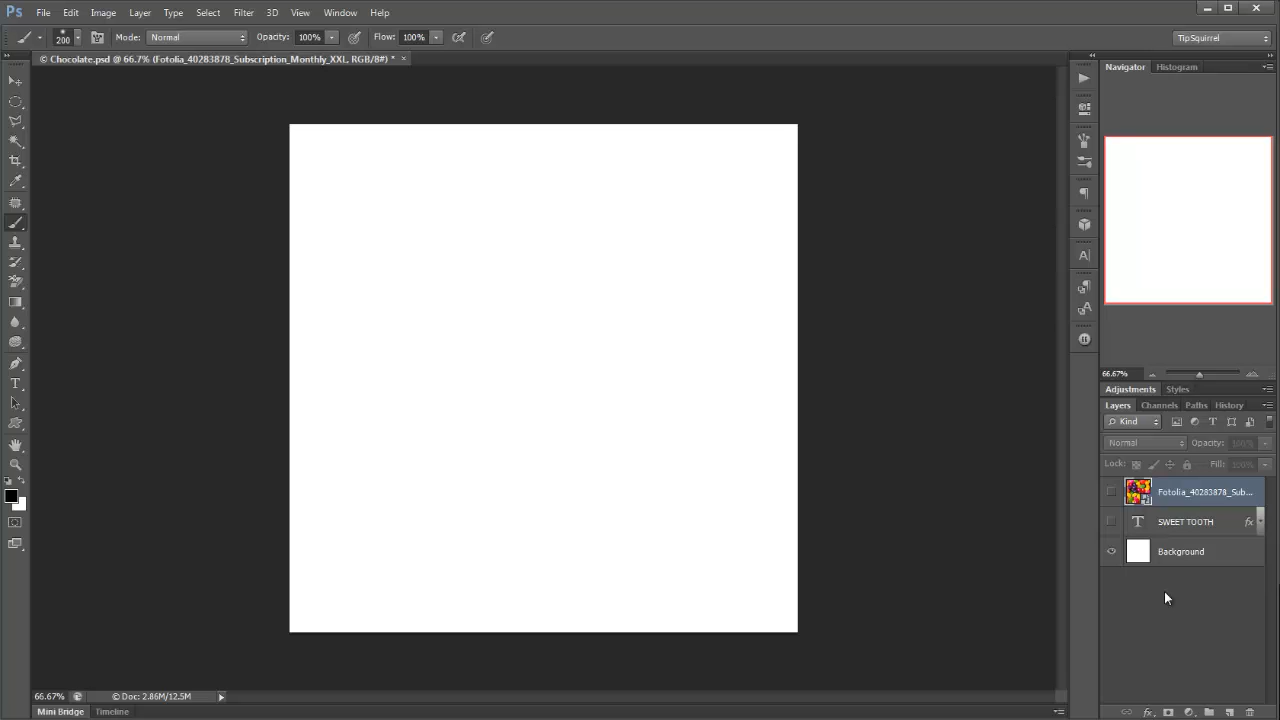 Ps File Edit Image Layer Type Select Filter 3D View Window Help
200 Mode: Normal Opacity: 100% Flow: 100% TipSquirrel
© Chocolate.psd @ 66.7% (Fotolia_40283878_Subscription_Monthly_XXL, RGB/8#) * ×
Navigator Histogram
66.67%
Adjustments Styles
Layers Channels Paths History
Kind T
Normal Opacity: 100%
Lock: Fill: 100%
Fotolia_40283878_Sub...
T SWEET TOOTH fx
Background
66.67% © Doc: 2.86M/12.5M
fx
Mini Bridge Timeline